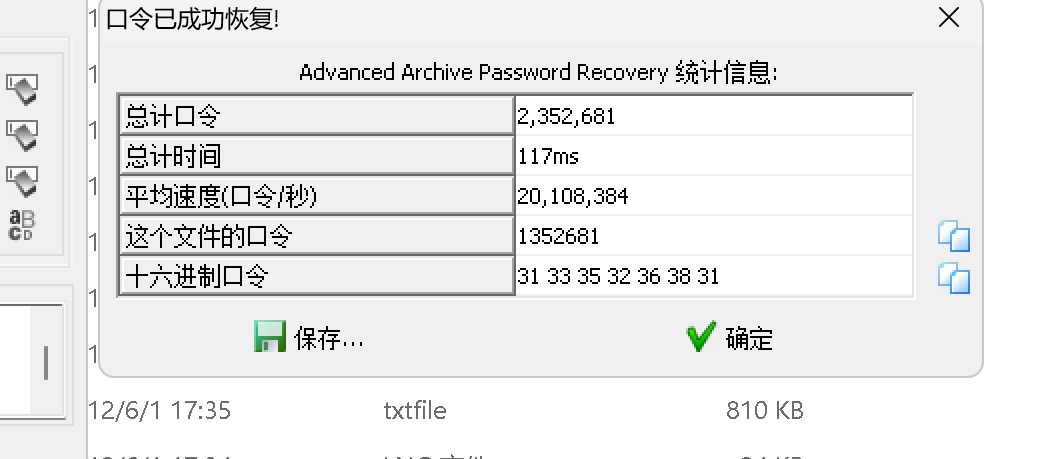 口令已成功恢复!
Advanced Archive Password Recovery 统计信息:
总计口令 2,352,681
总计时间 117ms
平均速度(口令/秒) 20,108,384
这个文件的口令 1352681
十六进制口令 31 33 35 32 36 38 31
保存... 确定
12/6/1 17:35 txtfile 810 KB